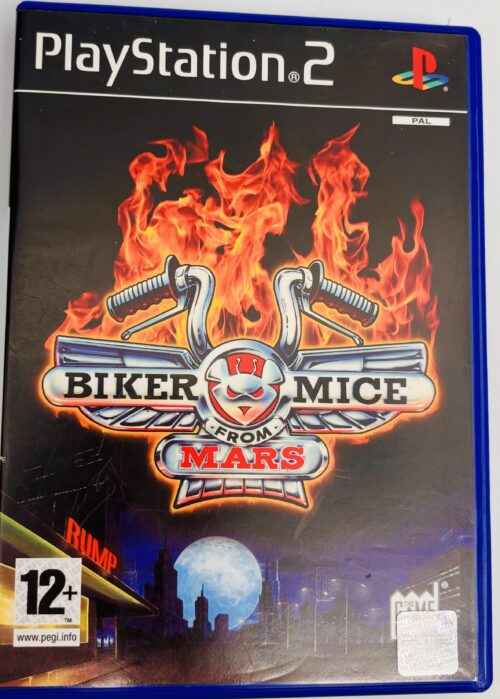 PlayStation®2
PAL
BIKER MICE
FROM
MARS
RUMP
12+
www.pegi.info